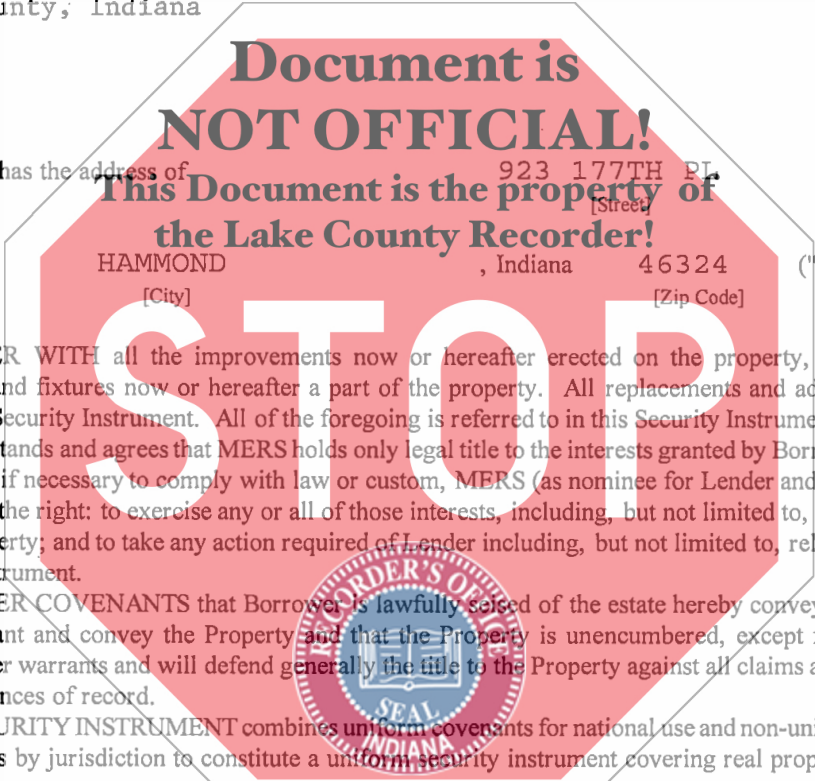 unty, Indiana
Document is
NOT OFFICIAL!
has the address of 923 177TH PL.
This Document is the property of
[Street]
the Lake County Recorder!
HAMMOND , Indiana 46324 ("
[City] [Zip Code]
STOP
ER WITH all the improvements now or hereafter erected on the property,
nd fixtures now or hereafter a part of the property. All replacements and ad
Security Instrument. All of the foregoing is referred to in this Security Instrume
tands and agrees that MERS holds only legal title to the interests granted by Borr
if necessary to comply with law or custom, MERS (as nominee for Lender and
the right: to exercise any or all of those interests, including, but not limited to,
erty; and to take any action required of Lender including, but not limited to, rel
trument.
ER COVENANTS that Borrower is lawfully seised of the estate hereby convey
nt and convey the Property and that the Property is unencumbered, except
r warrants and will defend generally the title to the Property against all claims a
nces of record.
URITY INSTRUMENT combines uniform covenants for national use and non-uni
s by jurisdiction to constitute a uniform security instrument covering real prop
RECORDER'S OFFICE
SEAL
INDIANA